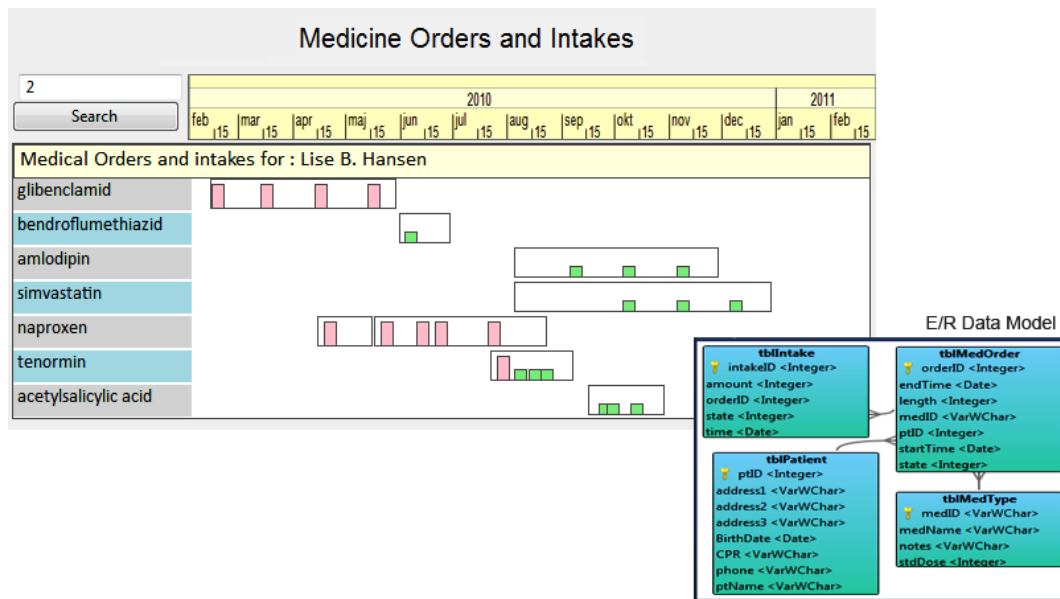 Medicine Orders and Intakes
2
Search
2010 2011
feb |15 |mar |15 |apr |15 |maj |15 |jun |15 |jul |15 |aug |15 |sep |15 |okt |15 |nov |15 |dec |15 |jan |15 |feb |15
Medical Orders and intakes for : Lise B. Hansen
glibenclamid
bendroflumethiazid
amlodipin
simvastatin
naproxen
tenormin
acetylsalicylic acid
E/R Data Model
tblIntake
intakeID <Integer>
amount <Integer>
orderID <Integer>
state <Integer>
time <Date>
tblMedOrder
orderID <Integer>
endTime <Date>
length <Integer>
medID <VarWChar>
ptID <Integer>
startTime <Date>
state <Integer>
tblPatient
ptID <Integer>
address1 <VarWChar>
address2 <VarWChar>
address3 <VarWChar>
BirthDate <Date>
CPR <VarWChar>
phone <VarWChar>
ptName <VarWChar>
tblMedType
medID <VarWChar>
medName <VarWChar>
notes <VarWChar>
stdDose <Integer>